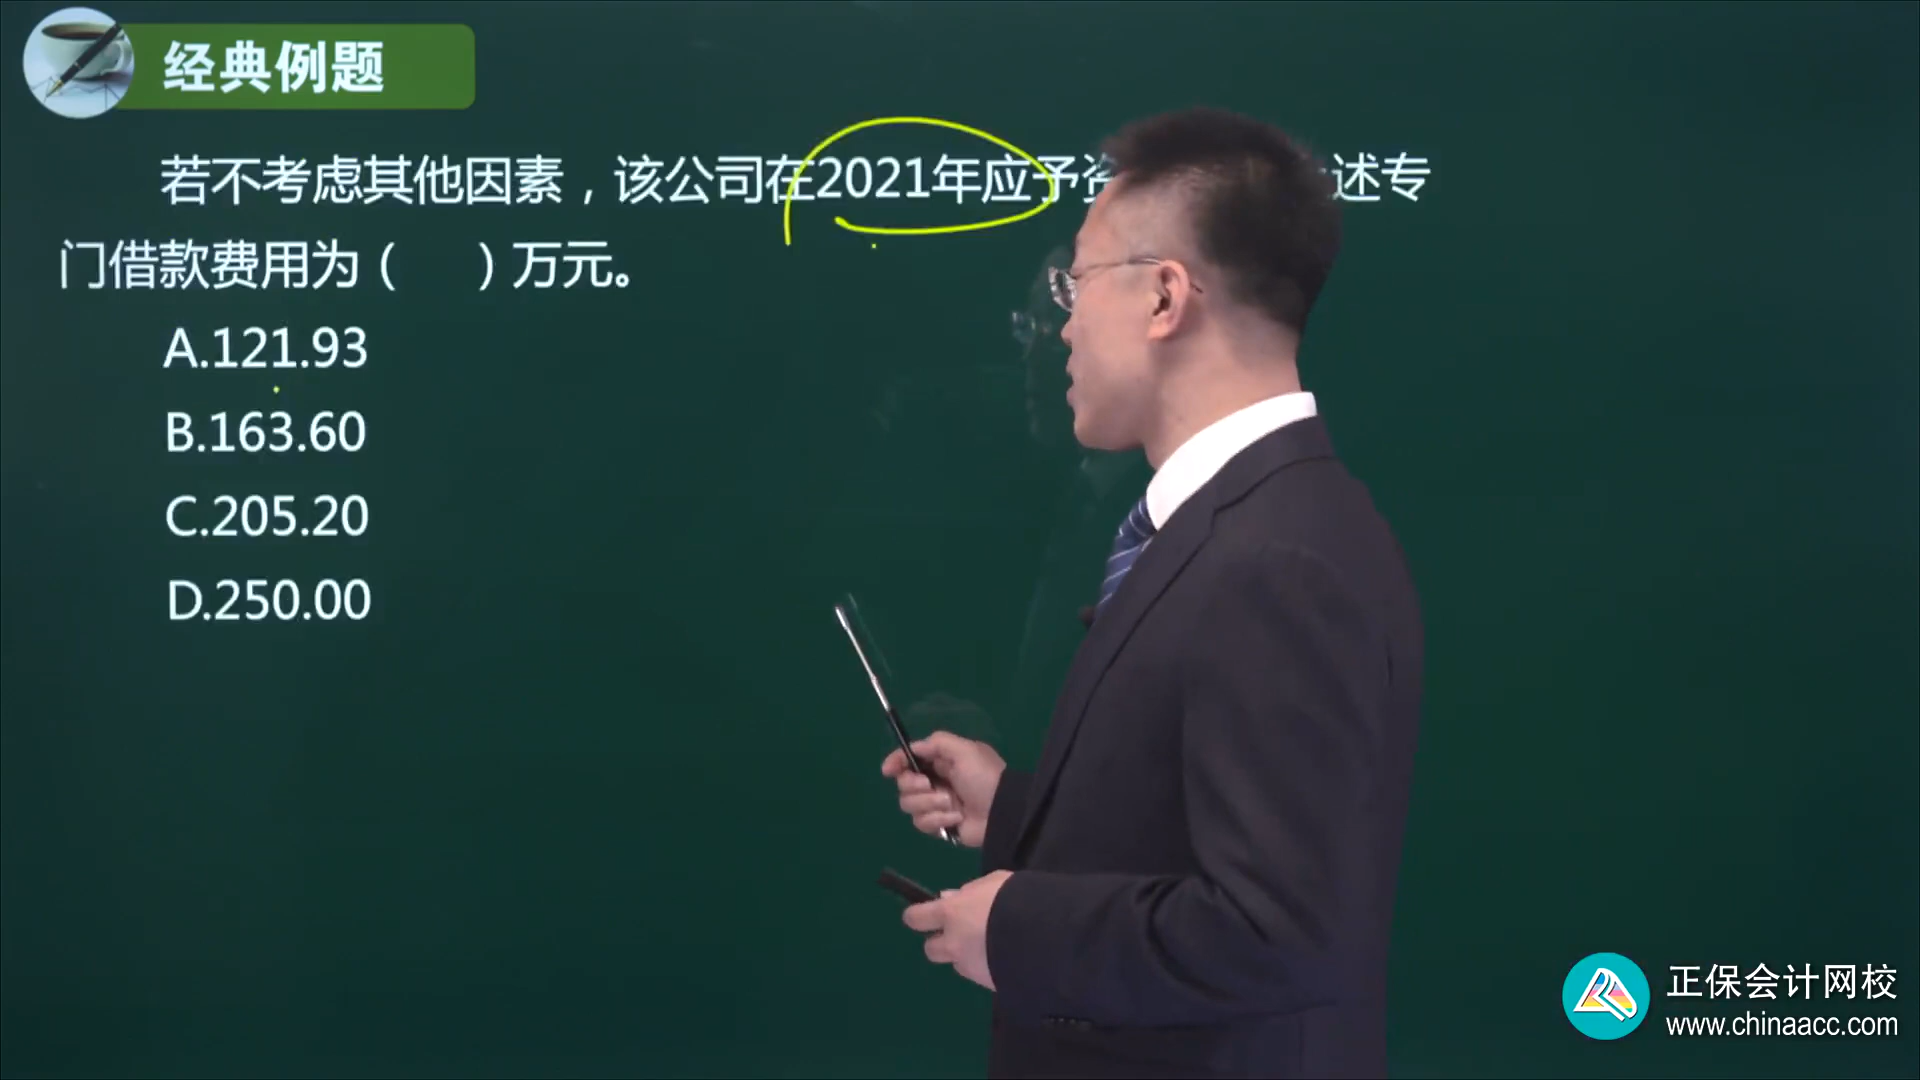 经典例题
若不考虑其他因素，该公司在2021年应予 述专
门借款费用为（ ）万元。
A.121.93
B.163.60
C.205.20
D.250.00
正保会计网校
www.chinaacc.com